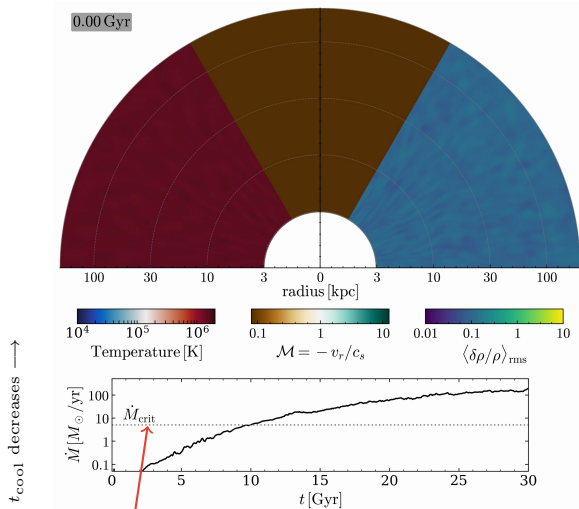 0.00 Gyr
100 30 10 3 0 3 10 30 100
radius [kpc]
10⁴ 10⁵ 10⁶ 0.1 1 10 0.01 0.1 1 10
Temperature [K] ℳ = − v_r/c_s ⟨δρ/ρ⟩_rms
t_cool decreases ⟶
100
10
1
0.1
Ṁ [M_⊙/yr]
Ṁ_crit
0 5 10 15 20 25 30
t [Gyr]